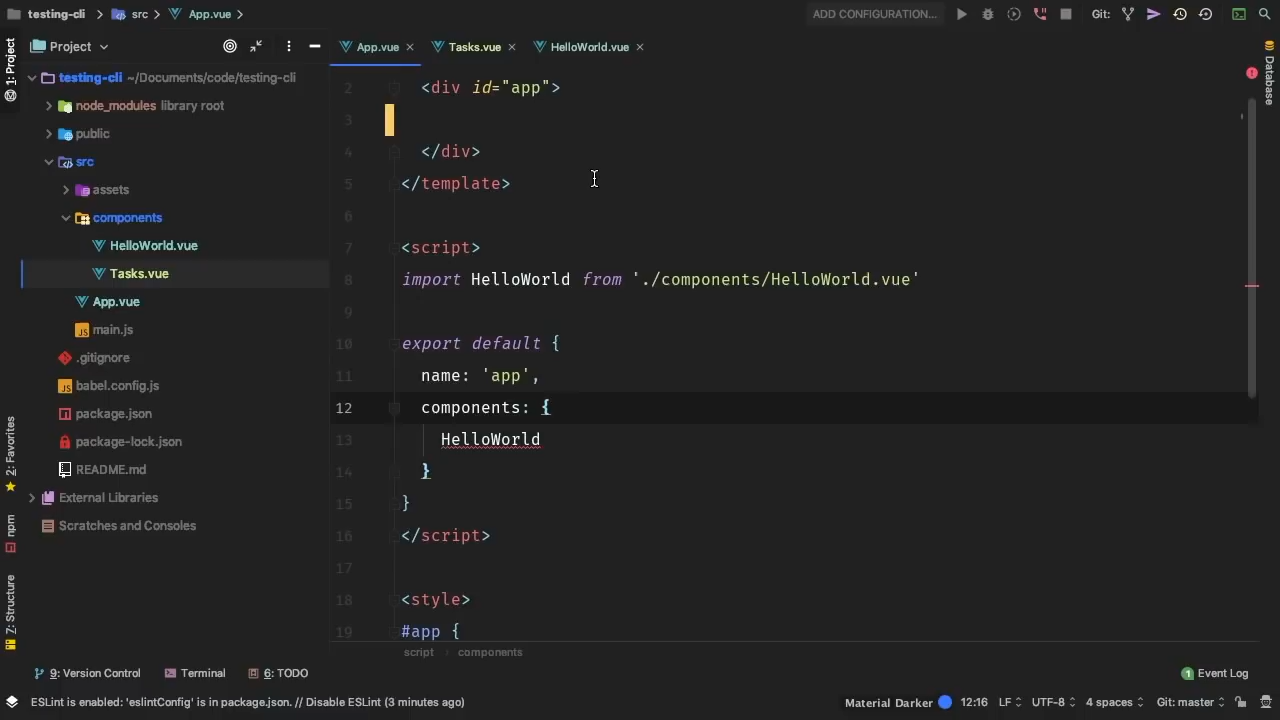 testing-cli src App.vue ADD CONFIGURATION... Git:
1: Project
Project
App.vue Tasks.vue HelloWorld.vue
Database
testing-cli ~/Documents/code/testing-cli
node_modules library root
public
src
assets
components
HelloWorld.vue
Tasks.vue
App.vue
main.js
.gitignore
babel.config.js
package.json
package-lock.json
README.md
External Libraries
Scratches and Consoles
2: Favorites
npm
7: Structure
2 <div id="app">
3
4 </div>
5 </template>
6
7 <script>
8 import HelloWorld from './components/HelloWorld.vue'
9
10 export default {
11 name: 'app',
12 components: {
13 HelloWorld
14 }
15 }
16 </script>
17
18 <style>
19 #app {
script components
9: Version Control Terminal 6: TODO 1 Event Log
ESLint is enabled: 'eslintConfig' is in package.json. // Disable ESLint (3 minutes ago) Material Darker 12:16 LF UTF-8 4 spaces Git: master